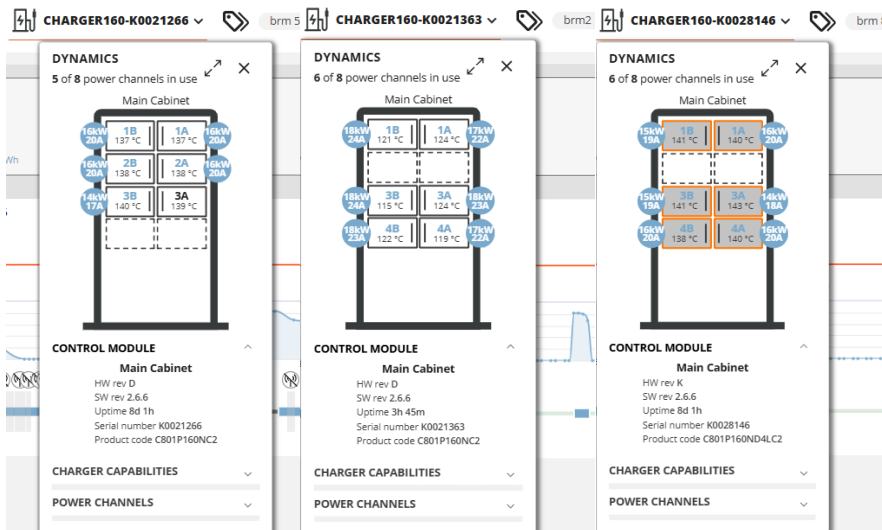 CHARGER160-K0021266
brm 5
DYNAMICS
5 of 8 power channels in use
Main Cabinet
16kW 20A
1B 137 °C
1A 137 °C
16kW 20A
16kW 20A
2B 138 °C
2A 138 °C
16kW 20A
14kW 17A
3B 140 °C
3A 139 °C
Wh
CONTROL MODULE
Main Cabinet
HW rev D
SW rev 2.6.6
Uptime 8d 1h
Serial number K0021266
Product code C801P160NC2
CHARGER CAPABILITIES
POWER CHANNELS
CHARGER160-K0021363
brm2
DYNAMICS
6 of 8 power channels in use
Main Cabinet
18kW 24A
1B 121 °C
1A 124 °C
17kW 22A
18kW 24A
3B 115 °C
3A 124 °C
18kW 23A
18kW 23A
4B 122 °C
4A 119 °C
17kW 22A
CONTROL MODULE
Main Cabinet
HW rev D
SW rev 2.6.6
Uptime 3h 45m
Serial number K0021363
Product code C801P160NC2
CHARGER CAPABILITIES
POWER CHANNELS
CHARGER160-K0028146
brm
DYNAMICS
6 of 8 power channels in use
Main Cabinet
15kW 19A
1B 141 °C
1A 140 °C
16kW 20A
15kW 19A
3B 141 °C
3A 143 °C
14kW 18A
16kW 20A
4B 138 °C
4A 140 °C
16kW 20A
CONTROL MODULE
Main Cabinet
HW rev K
SW rev 2.6.6
Uptime 8d 1h
Serial number K0028146
Product code C801P160ND4LC2
CHARGER CAPABILITIES
POWER CHANNELS